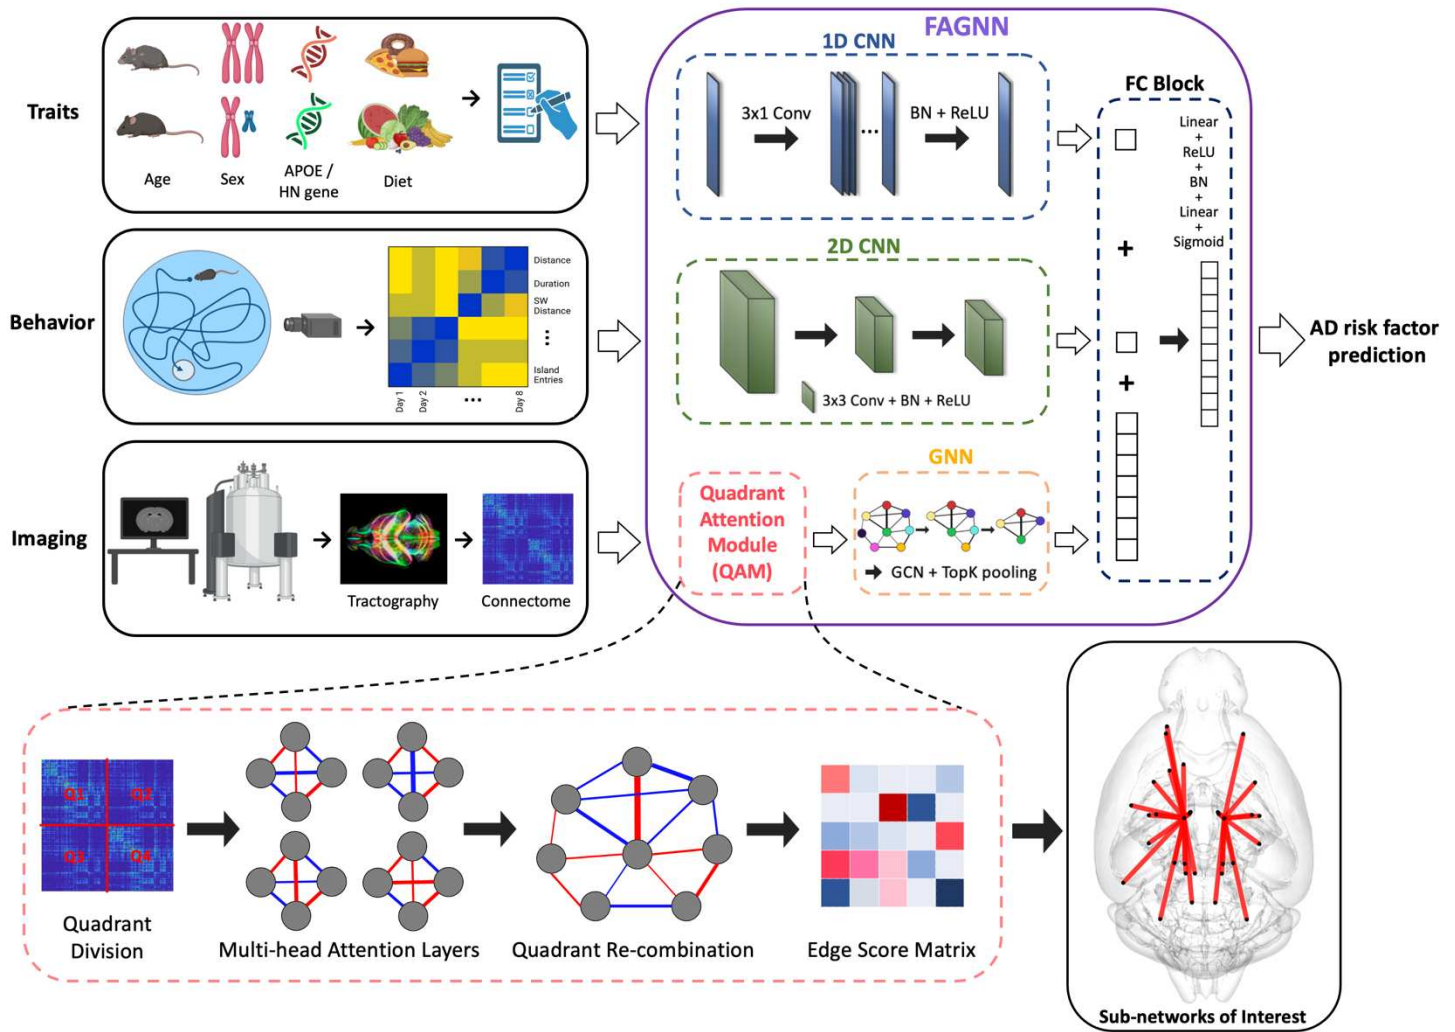 FAGNN
Traits
Age
Sex
APOE /
HN gene
Diet
1D CNN
3x1 Conv
BN + ReLU
FC Block
Linear
+
ReLU
+
BN
+
Linear
+
Sigmoid
Behavior
Distance
Duration
SW
Distance
Island
Entries
Day 1
Day 2
Day 8
2D CNN
3x3 Conv + BN + ReLU
+
+
AD risk factor
prediction
Imaging
Tractography
Connectome
Quadrant
Attention
Module
(QAM)
GNN
GCN + TopK pooling
Q1
Q2
Q3
Q4
Quadrant
Division
Multi-head Attention Layers
Quadrant Re-combination
Edge Score Matrix
Sub-networks of Interest